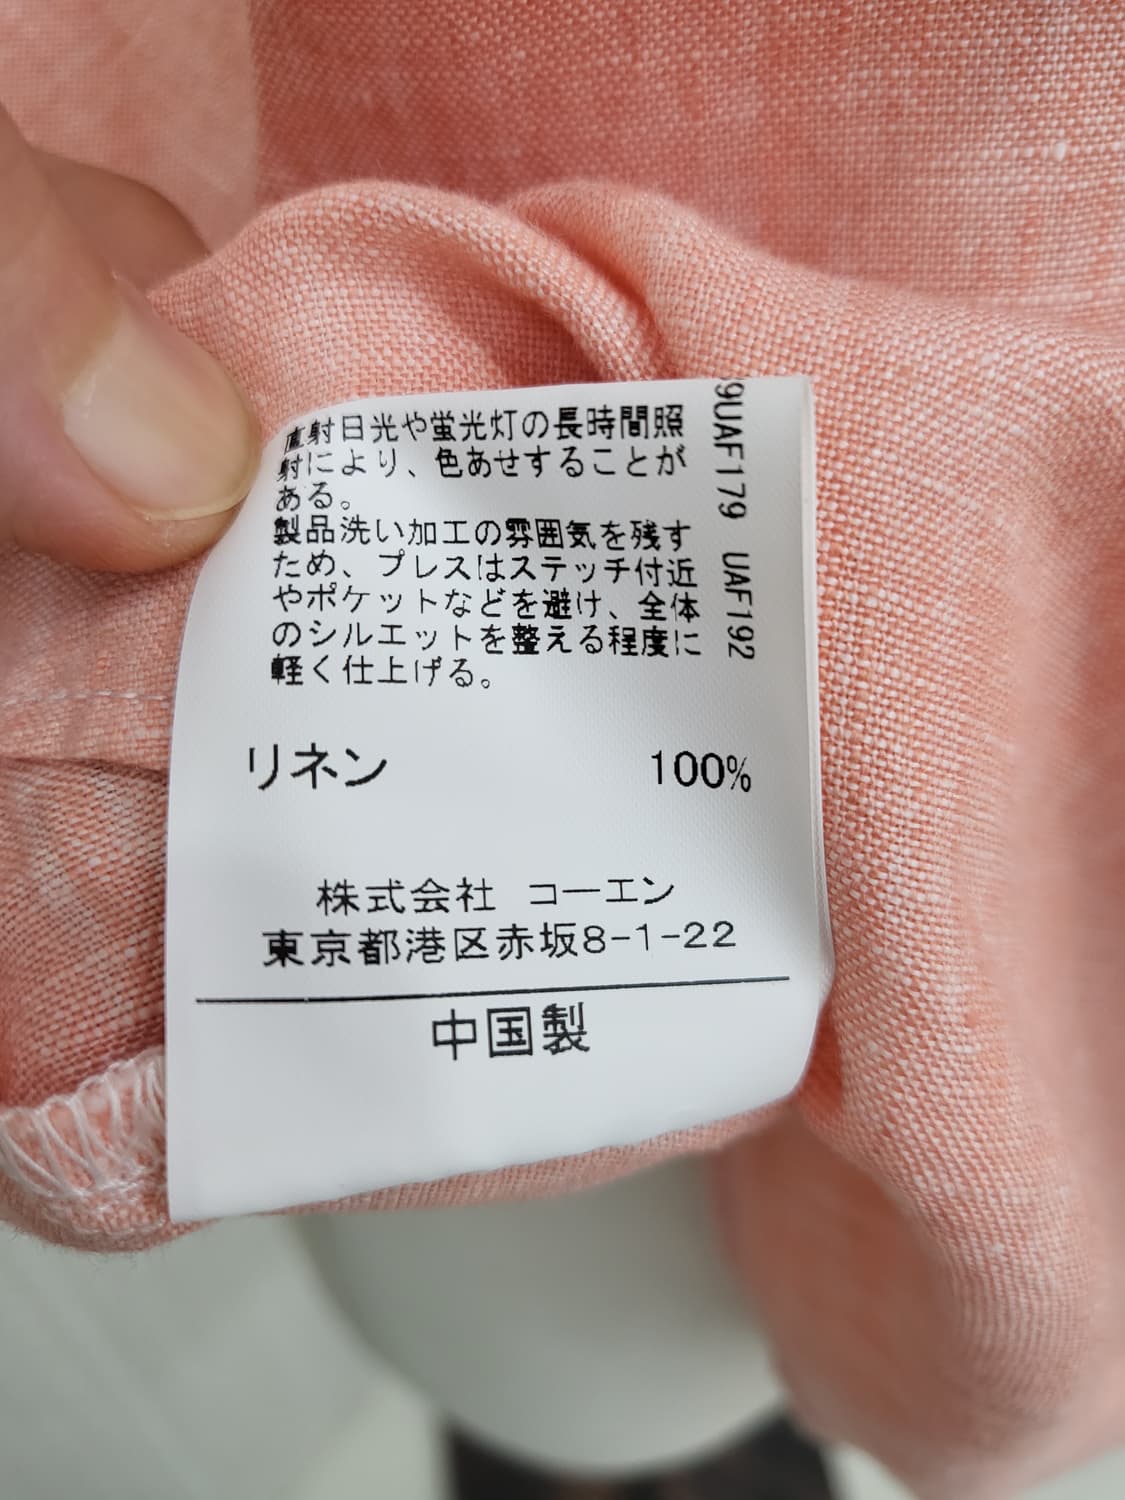 直射日光や蛍光灯の長時間照
射により、色あせすることが
ある。
製品洗い加工の雰囲気を残す
ため、プレスはステッチ付近
やポケットなどを避け、全体
のシルエットを整える程度に
軽く仕上げる。
9UAF179 UAF192
リネン 100%
株式会社 コーエン
東京都港区赤坂8-1-22
中国製